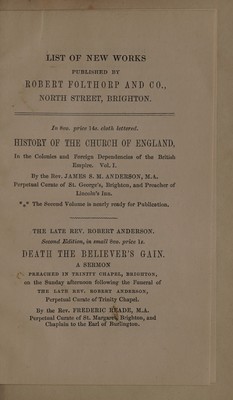 LIST OF NEW WORKS
PUBLISHED BY
ROBERT FOLTHORP AND CO.,
NORTH STREET, BRIGHTON.
In 8vo. price 14s. cloth lettered.
HISTORY OF THE CHURCH OF ENGLAND,
In the Colonies and Foreign Dependencies of the British
Empire. Vol. I.
By the Rev. JAMES S. M. ANDERSON, M.A.
Perpetual Curate of St. George's, Brighton, and Preacher of
Lincoln's Inn.
*** The Second Volume is nearly ready for Publication.
THE LATE REV. ROBERT ANDERSON.
Second Edition, in small 8vo. price 1s.
DEATH THE BELIEVER'S GAIN.
A SERMON
PREACHED IN TRINITY CHAPEL, BRIGHTON,
on the Sunday afternoon following the Funeral of
THE LATE REV. ROBERT ANDERSON,
Perpetual Curate of Trinity Chapel.
By the Rev. FREDERIC READE, M.A.
Perpetual Curate of St. Margaret, Brighton, and
Chaplain to the Earl of Burlington.